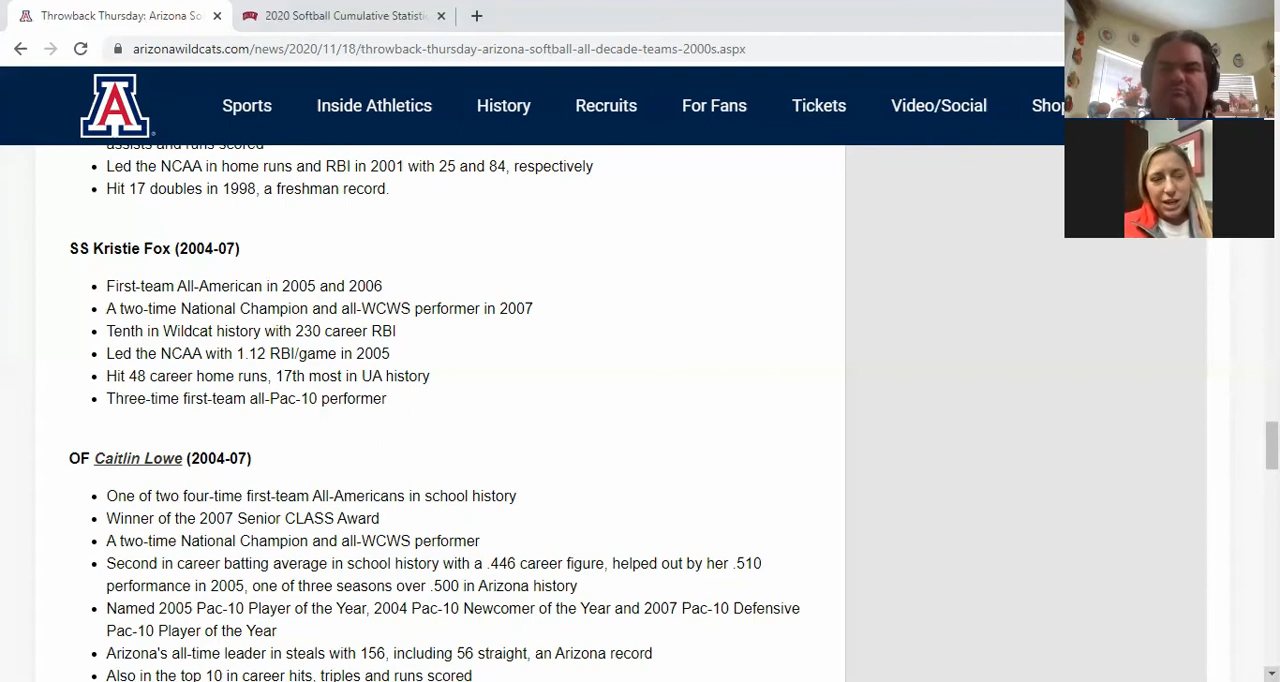 Throwback Thursday: Arizona So
2020 Softball Cumulative Statisti
arizonawildcats.com/news/2020/11/18/throwback-thursday-arizona-softball-all-decade-teams-2000s.aspx
A Sports Inside Athletics History Recruits For Fans Tickets Video/Social Shop
assists and runs scored
• Led the NCAA in home runs and RBI in 2001 with 25 and 84, respectively
• Hit 17 doubles in 1998, a freshman record.
SS Kristie Fox (2004-07)
• First-team All-American in 2005 and 2006
• A two-time National Champion and all-WCWS performer in 2007
• Tenth in Wildcat history with 230 career RBI
• Led the NCAA with 1.12 RBI/game in 2005
• Hit 48 career home runs, 17th most in UA history
• Three-time first-team all-Pac-10 performer
OF Caitlin Lowe (2004-07)
• One of two four-time first-team All-Americans in school history
• Winner of the 2007 Senior CLASS Award
• A two-time National Champion and all-WCWS performer
• Second in career batting average in school history with a .446 career figure, helped out by her .510
performance in 2005, one of three seasons over .500 in Arizona history
• Named 2005 Pac-10 Player of the Year, 2004 Pac-10 Newcomer of the Year and 2007 Pac-10 Defensive
Pac-10 Player of the Year
• Arizona's all-time leader in steals with 156, including 56 straight, an Arizona record
• Also in the top 10 in career hits, triples and runs scored